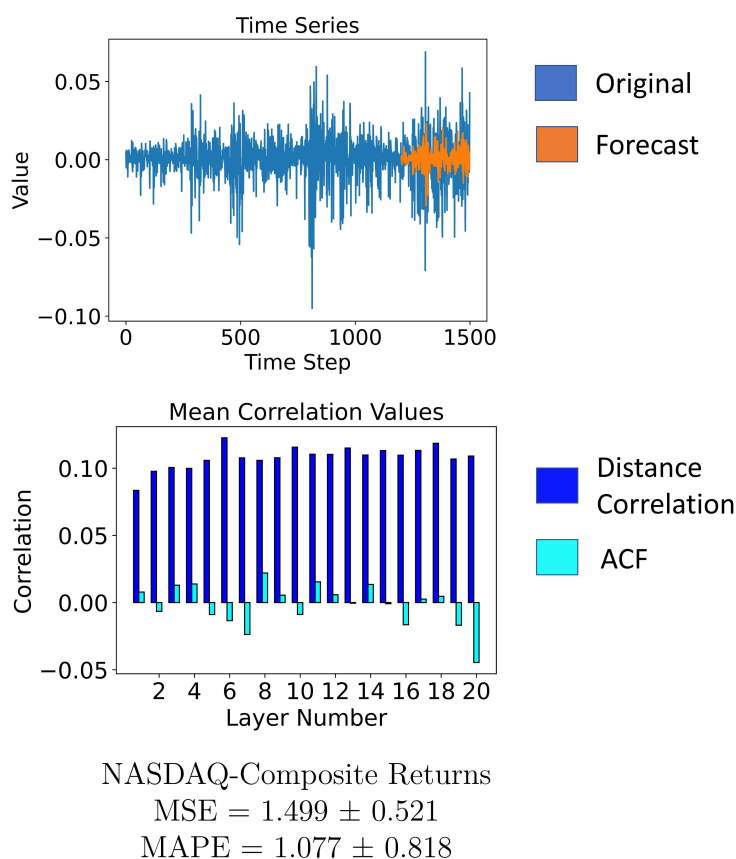 Time Series
0.05
0.00
−0.05
−0.10
Value
0 500 1000 1500
Time Step
Original
Forecast
Mean Correlation Values
0.10
0.05
0.00
−0.05
Correlation
2 4 6 8 10 12 14 16 18 20
Layer Number
Distance
Correlation
ACF
NASDAQ-Composite Returns
MSE = 1.499 ± 0.521
MAPE = 1.077 ± 0.818